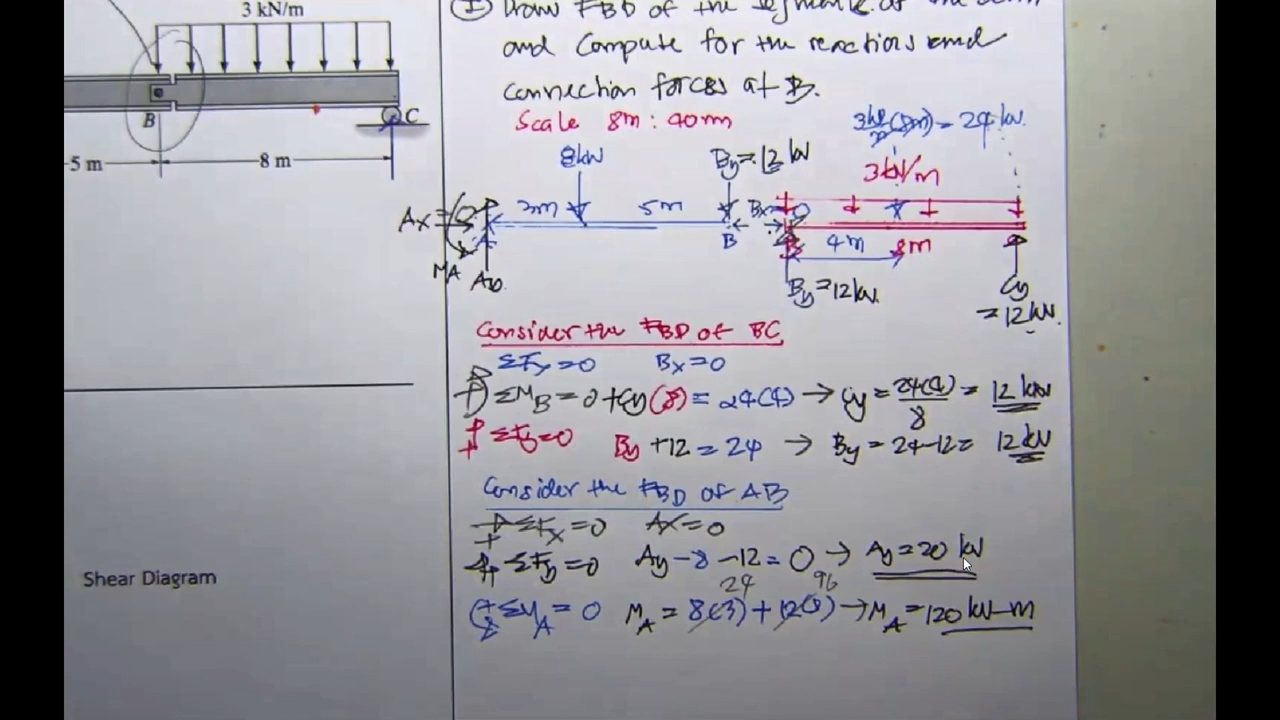 3 kN/m
B
C
5 m
8 m
Shear Diagram
I Draw FBD of the segments of the beam
and Compute for the reactions and
connection forces at B.
Scale 8m : 40m
3 kN/m (8m) = 24 kN
8kN
By = 12 kN
3kN/m
Ax = 0
3m
5m
Bx = 0
A
B
B
4m
8m
MA
Ay
By = 12 kN
Cy
= 12 kN
Consider the FBD of BC
ΣFx = 0 Bx = 0
+ ΣMB = 0 + Cy (8) = 24(4) → Cy = 24(4)/8 = 12 kN
+ ΣFy = 0 By + 12 = 24 → By = 24 - 12 = 12 kN
Consider the FBD of AB
+ ΣFx = 0 Ax = 0
+ ΣFy = 0 Ay - 8 - 12 = 0 → Ay = 20 kN
24 96
+ ΣMA = 0 MA = 8(3) + 12(8) → MA = 120 kN-m